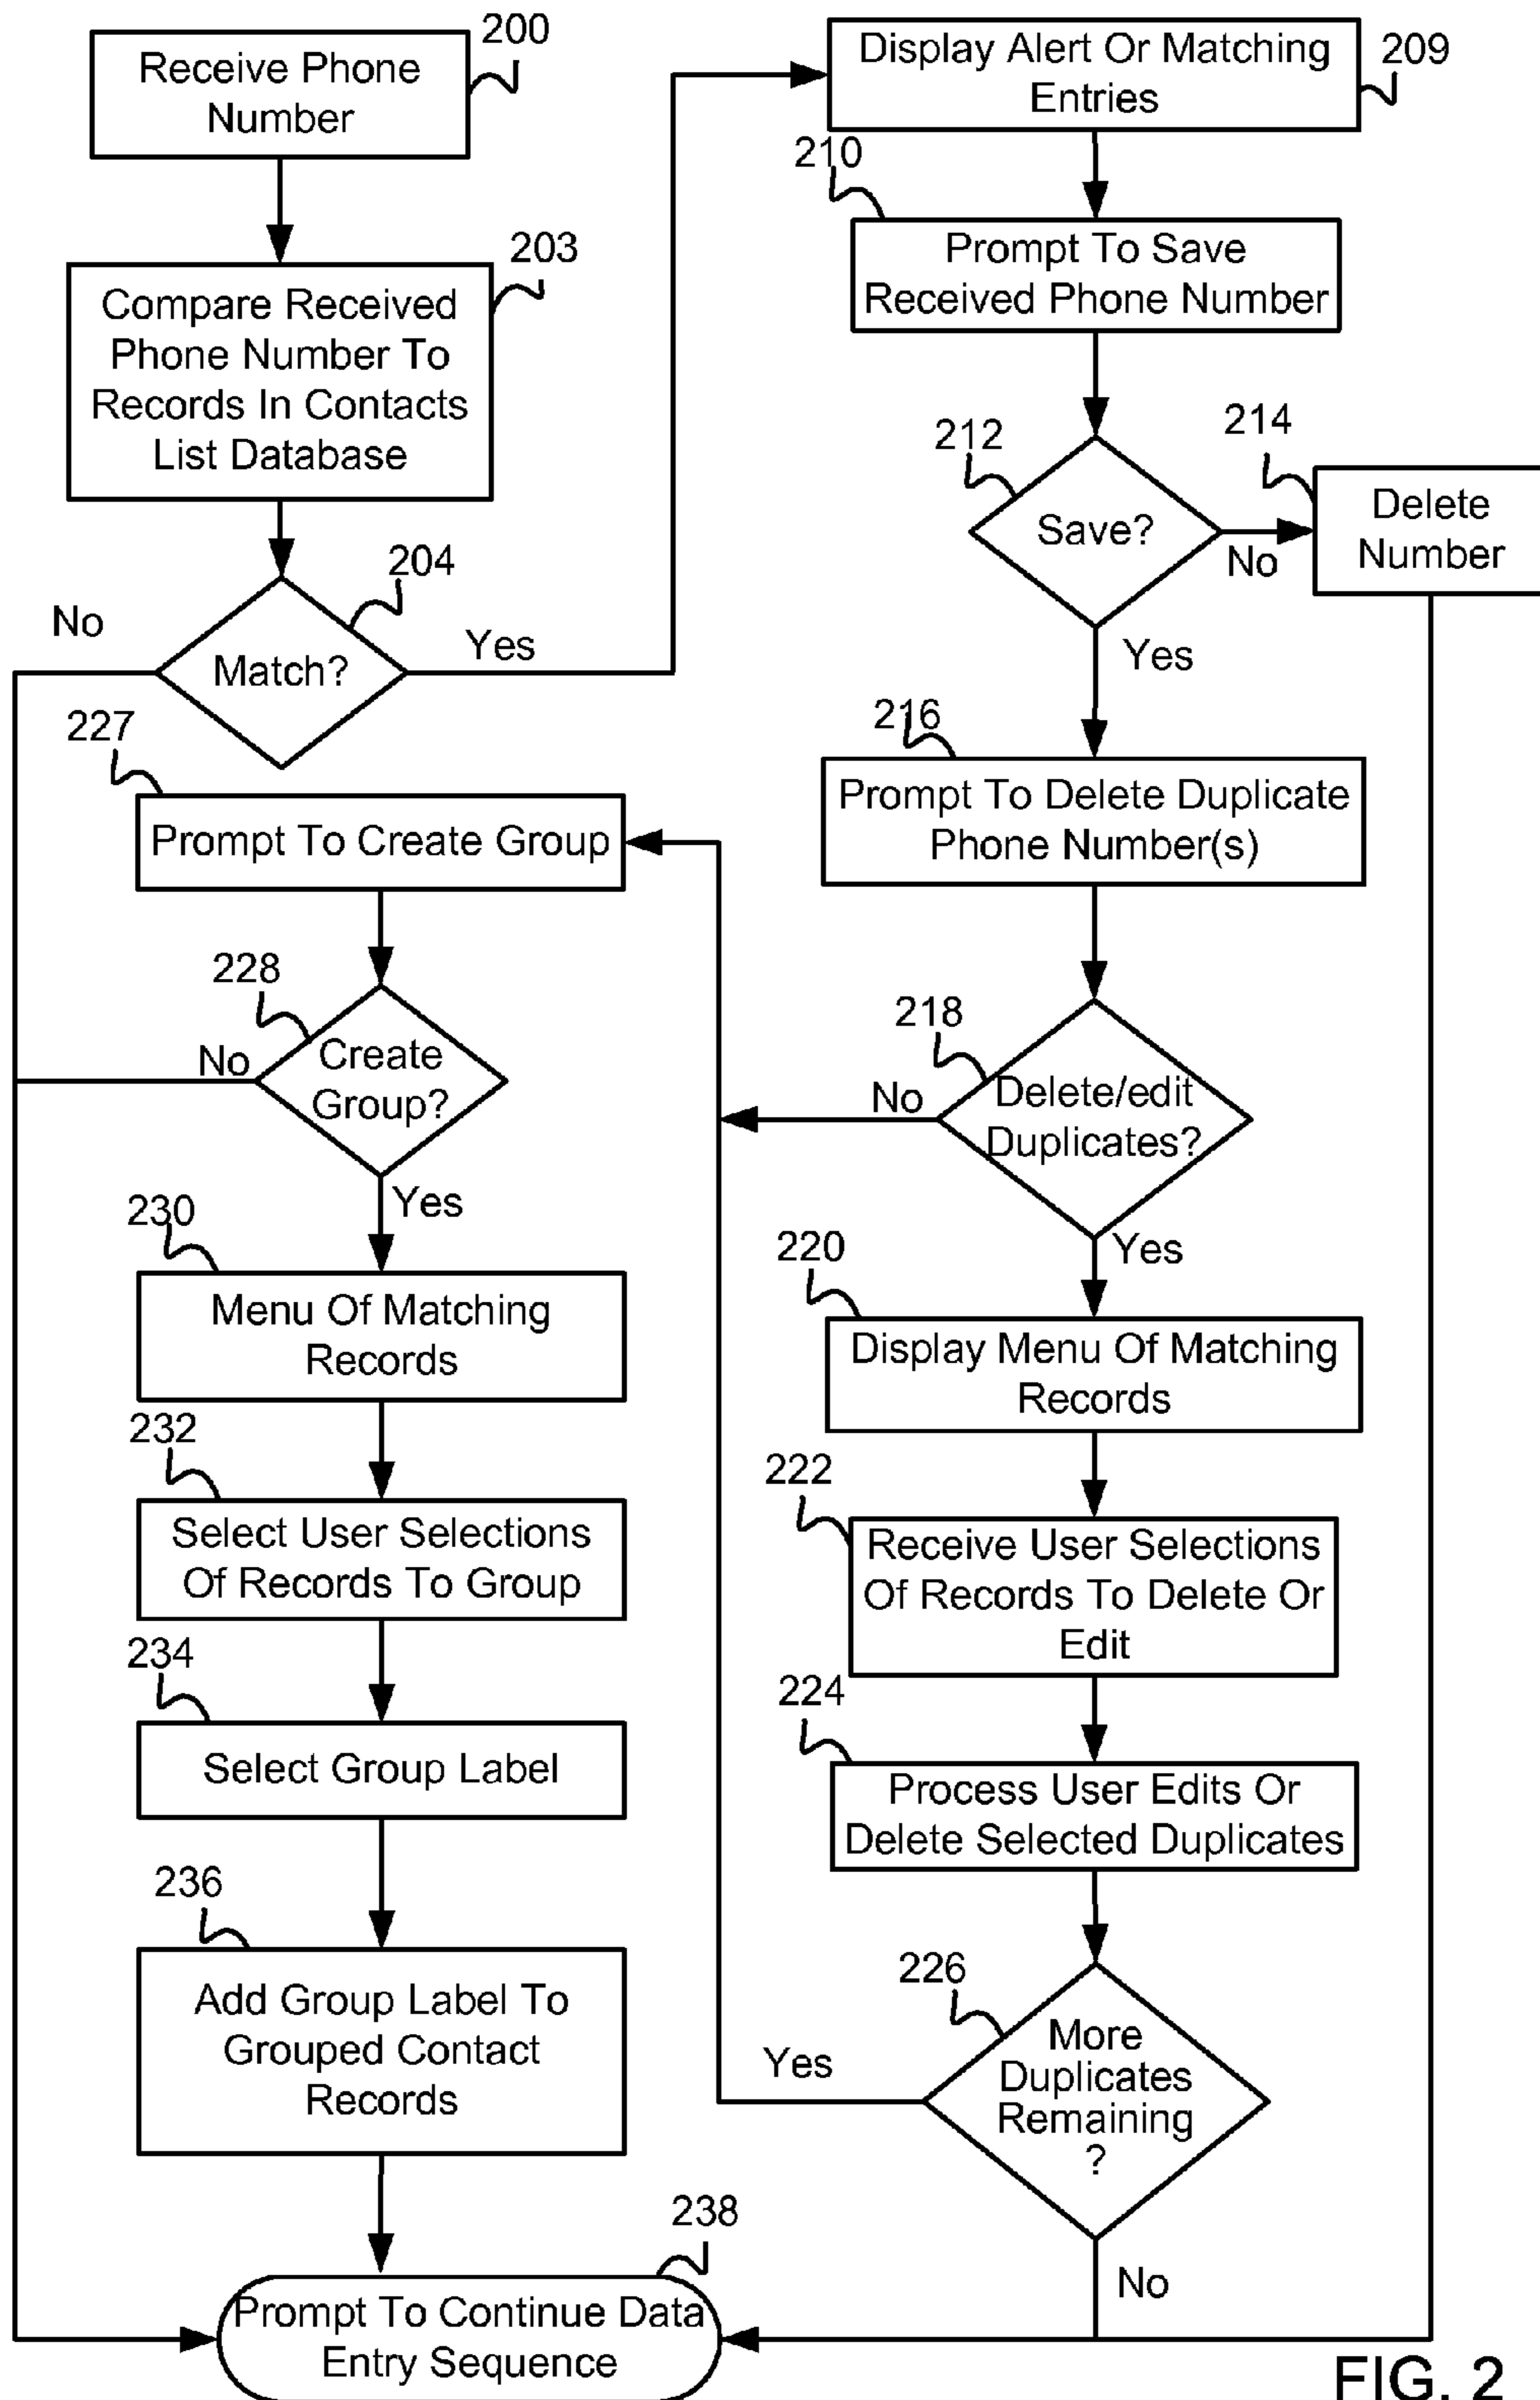 200
Receive Phone
Number
203
Compare Received
Phone Number To
Records In Contacts
List Database
204
No
Match?
Yes
209
Display Alert Or Matching
Entries
210
Prompt To Save
Received Phone Number
212
Save?
No
Yes
214
Delete
Number
216
Prompt To Delete Duplicate
Phone Number(s)
218
No
Delete/edit
Duplicates?
Yes
220
Display Menu Of Matching
Records
222
Receive User Selections
Of Records To Delete Or
Edit
224
Process User Edits Or
Delete Selected Duplicates
226
More
Duplicates
Remaining
?
Yes
No
227
Prompt To Create Group
228
No
Create
Group?
Yes
230
Menu Of Matching
Records
232
Select User Selections
Of Records To Group
234
Select Group Label
236
Add Group Label To
Grouped Contact
Records
238
Prompt To Continue Data
Entry Sequence
FIG. 2